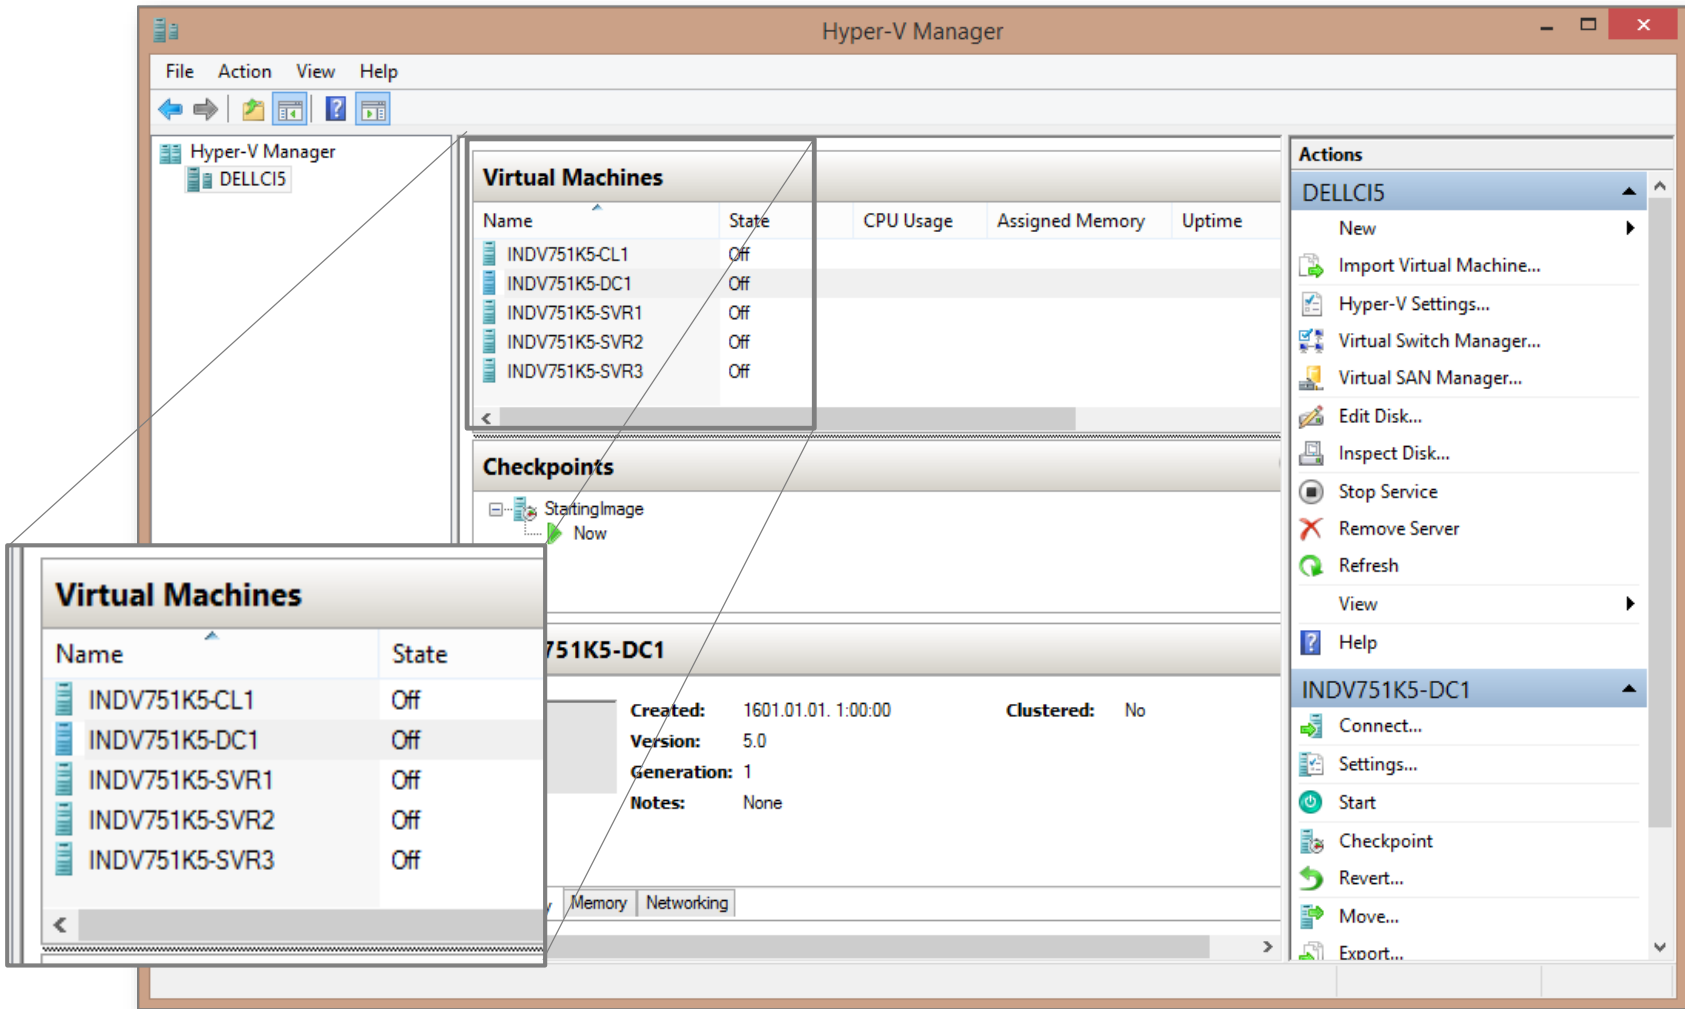 Hyper-V Manager
File Action View Help
Hyper-V Manager
DELLCI5
Virtual Machines
Name State CPU Usage Assigned Memory Uptime
INDV751K5-CL1 Off
INDV751K5-DC1 Off
INDV751K5-SVR1 Off
INDV751K5-SVR2 Off
INDV751K5-SVR3 Off
Checkpoints
StartingImage
Now
751K5-DC1
Created: 1601.01.01. 1:00:00 Clustered: No
Version: 5.0
Generation: 1
Notes: None
Memory Networking
Virtual Machines
Name State
INDV751K5-CL1 Off
INDV751K5-DC1 Off
INDV751K5-SVR1 Off
INDV751K5-SVR2 Off
INDV751K5-SVR3 Off
Actions
DELLCI5
New
Import Virtual Machine...
Hyper-V Settings...
Virtual Switch Manager...
Virtual SAN Manager...
Edit Disk...
Inspect Disk...
Stop Service
Remove Server
Refresh
View
Help
INDV751K5-DC1
Connect...
Settings...
Start
Checkpoint
Revert...
Move...
Export...